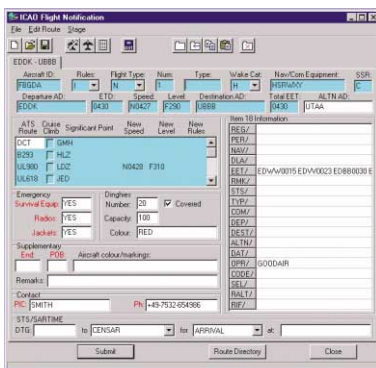 ICAO Flight Notification
File Edit Route Stage
EDDK - UBBB
Aircraft ID: Rules: Flight Type: Num: Type: Wake Cat: Nav/Com Equipment: SSR:
FBGDA I N 1 H HSRWXY C
Departure AD: ETD: Speed: Level Destination AD: Total EET: ALTN AD:
EDDK 0430 N0427 F290 UBBB 0430 UTAA
ATS Route Cruise Climb Significant Point New Speed New Level New Rules
DCT GMH
B293 HLZ
UL980 LDZ N0428 F310
UL618 JED
Item 18 Information
REG/
PER/
NAV/
DLA/
EET/ EDWW0015 EDVV0023 EDBB0030 E
RMK/
STS/
TYP/
COM/
DEP/
DEST/
ALTN/
DAT/
OPR/ GOODAIR
CODE/
SEL/
RALT/
RIF/
Emergency
Survival Equip: YES
Radios: YES
Jackets: YES
Dinghies
Number: 20 Covered
Capacity: 100
Colour: RED
Supplementary
End: POB: Aircraft colour/markings:
Remarks:
Contact
PIC: SMITH Ph: +49-7532-654986
STS/SARTIME
DTG: to CENSAR for ARRIVAL at:
Submit Route Directory Close